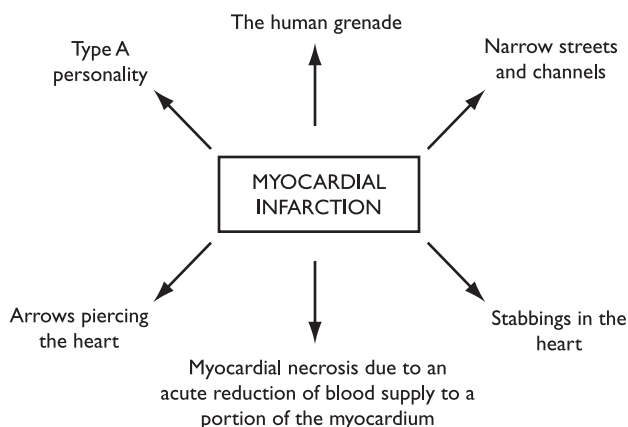 The human grenade
Type A
personality
Narrow streets
and channels
MYOCARDIAL
INFARCTION
Arrows piercing
the heart
Stabbings in the
heart
Myocardial necrosis due to an
acute reduction of blood supply to a
portion of the myocardium